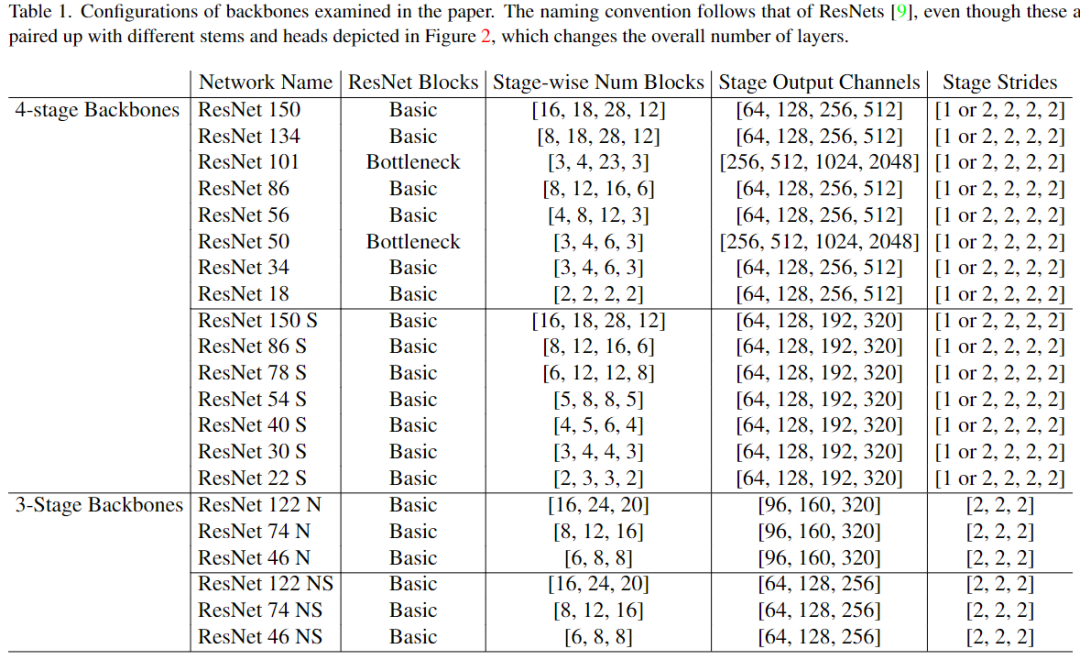 Table 1. Configurations of backbones examined in the paper. The naming convention follows that of ResNets [9], even though these a
paired up with different stems and heads depicted in Figure 2, which changes the overall number of layers.
Network Name ResNet Blocks Stage-wise Num Blocks Stage Output Channels Stage Strides
4-stage Backbones ResNet 150 Basic [16, 18, 28, 12] [64, 128, 256, 512] [1 or 2, 2, 2, 2]
ResNet 134 Basic [8, 18, 28, 12] [64, 128, 256, 512] [1 or 2, 2, 2, 2]
ResNet 101 Bottleneck [3, 4, 23, 3] [256, 512, 1024, 2048] [1 or 2, 2, 2, 2]
ResNet 86 Basic [8, 12, 16, 6] [64, 128, 256, 512] [1 or 2, 2, 2, 2]
ResNet 56 Basic [4, 8, 12, 3] [64, 128, 256, 512] [1 or 2, 2, 2, 2]
ResNet 50 Bottleneck [3, 4, 6, 3] [256, 512, 1024, 2048] [1 or 2, 2, 2, 2]
ResNet 34 Basic [3, 4, 6, 3] [64, 128, 256, 512] [1 or 2, 2, 2, 2]
ResNet 18 Basic [2, 2, 2, 2] [64, 128, 256, 512] [1 or 2, 2, 2, 2]
ResNet 150 S Basic [16, 18, 28, 12] [64, 128, 192, 320] [1 or 2, 2, 2, 2]
ResNet 86 S Basic [8, 12, 16, 6] [64, 128, 192, 320] [1 or 2, 2, 2, 2]
ResNet 78 S Basic [6, 12, 12, 8] [64, 128, 192, 320] [1 or 2, 2, 2, 2]
ResNet 54 S Basic [5, 8, 8, 5] [64, 128, 192, 320] [1 or 2, 2, 2, 2]
ResNet 40 S Basic [4, 5, 6, 4] [64, 128, 192, 320] [1 or 2, 2, 2, 2]
ResNet 30 S Basic [3, 4, 4, 3] [64, 128, 192, 320] [1 or 2, 2, 2, 2]
ResNet 22 S Basic [2, 3, 3, 2] [64, 128, 192, 320] [1 or 2, 2, 2, 2]
3-Stage Backbones ResNet 122 N Basic [16, 24, 20] [96, 160, 320] [2, 2, 2]
ResNet 74 N Basic [8, 12, 16] [96, 160, 320] [2, 2, 2]
ResNet 46 N Basic [6, 8, 8] [96, 160, 320] [2, 2, 2]
ResNet 122 NS Basic [16, 24, 20] [64, 128, 256] [2, 2, 2]
ResNet 74 NS Basic [8, 12, 16] [64, 128, 256] [2, 2, 2]
ResNet 46 NS Basic [6, 8, 8] [64, 128, 256] [2, 2, 2]